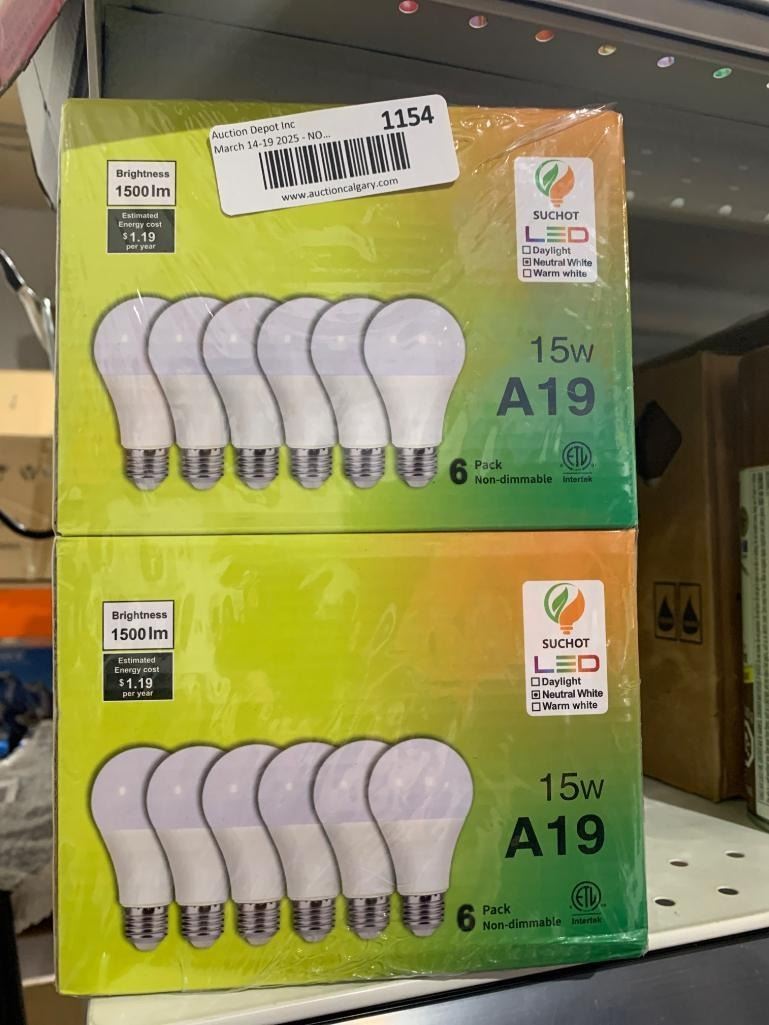 Auction Depot Inc
1154
March 14-19 2025 - NO...
www.auctioncalgary.com
Brightness
1500lm
Estimated
Energy cost
$1.19
per year
SUCHOT
LED
Daylight
Neutral White
Warm white
15w
A19
6 Pack
Non-dimmable
ETL
Intertek
Brightness
1500lm
Estimated
Energy cost
$1.19
per year
SUCHOT
LED
Daylight
Neutral White
Warm white
15w
A19
6 Pack
Non-dimmable
ETL
Intertek